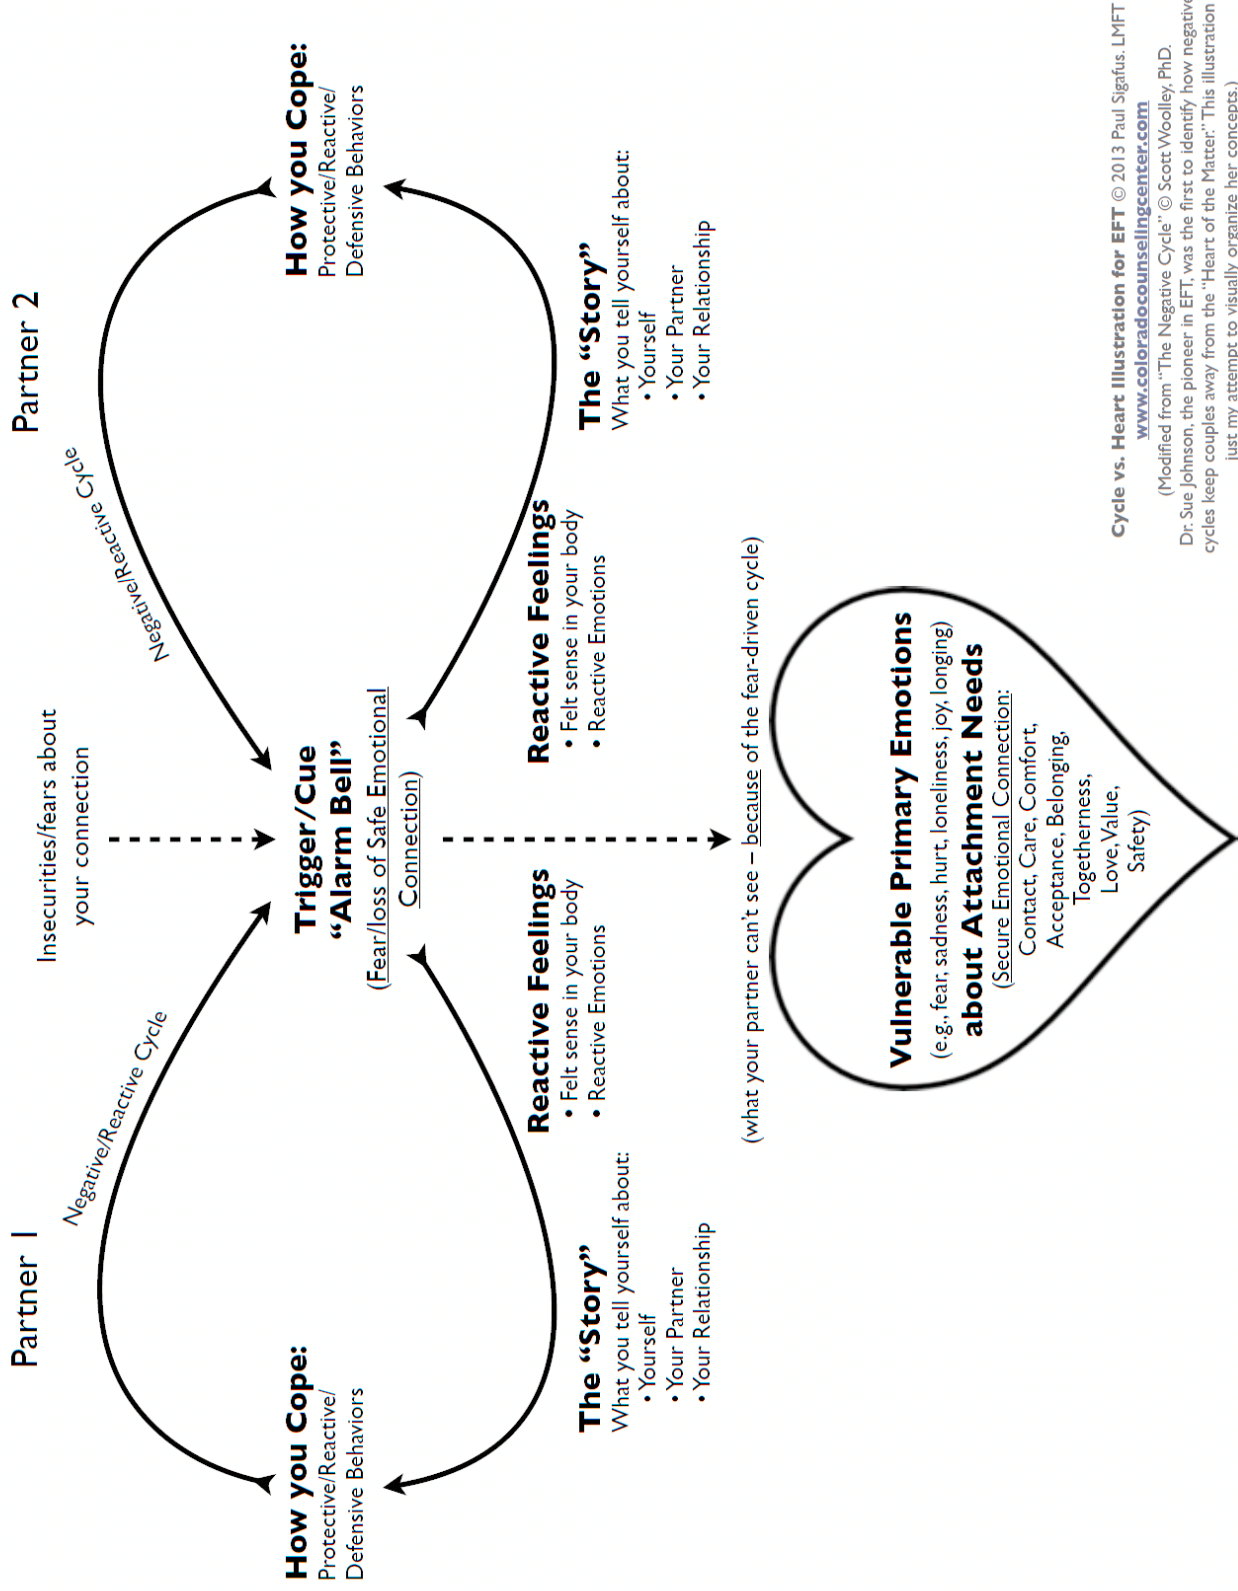 Partner 1
Partner 2
Insecurities/fears about
your connection
Negative/Reactive Cycle
Negative/Reactive Cycle
How you Cope:
Protective/Reactive/
Defensive Behaviors
Trigger/Cue
“Alarm Bell”
(Fear/loss of Safe Emotional
Connection)
How you Cope:
Protective/Reactive/
Defensive Behaviors
The “Story”
What you tell yourself about:
• Yourself
• Your Partner
• Your Relationship
Reactive Feelings
• Felt sense in your body
• Reactive Emotions
Reactive Feelings
• Felt sense in your body
• Reactive Emotions
The “Story”
What you tell yourself about:
• Yourself
• Your Partner
• Your Relationship
(what your partner can’t see – because of the fear-driven cycle)
Vulnerable Primary Emotions
(e.g., fear, sadness, hurt, loneliness, joy, longing)
about Attachment Needs
(Secure Emotional Connection:
Contact, Care, Comfort,
Acceptance, Belonging,
Togetherness,
Love, Value,
Safety)
Cycle vs. Heart Illustration for EFT © 2013 Paul Sigafus. LMFT
www.coloradocounselingcenter.com
(Modified from “The Negative Cycle” © Scott Woolley, PhD.
Dr. Sue Johnson, the pioneer in EFT, was the first to identify how negative
cycles keep couples away from the “Heart of the Matter.” This illustration
just my attempt to visually organize her concepts.)